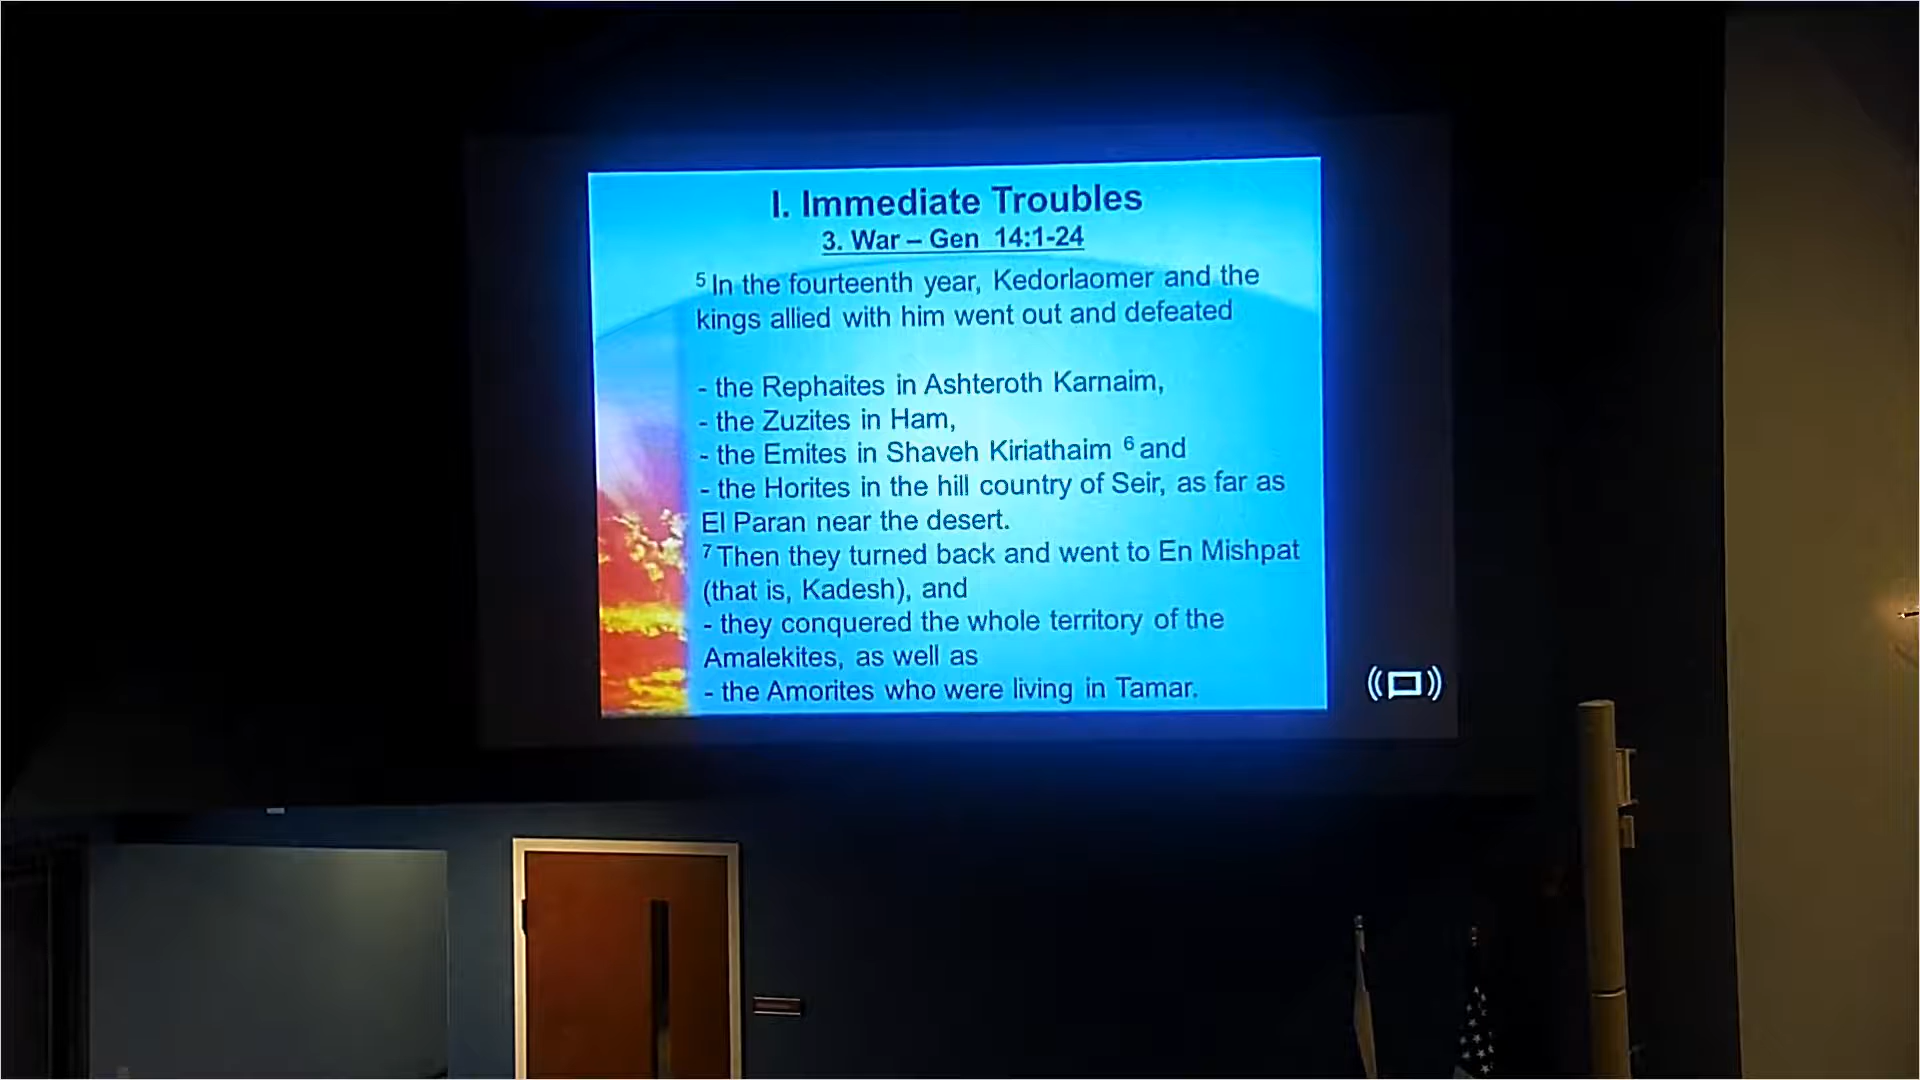 I. Immediate Troubles
3. War – Gen 14:1-24
5 In the fourteenth year, Kedorlaomer and the
kings allied with him went out and defeated
- the Rephaites in Ashteroth Karnaim,
- the Zuzites in Ham,
- the Emites in Shaveh Kiriathaim 6 and
- the Horites in the hill country of Seir, as far as
El Paran near the desert.
7 Then they turned back and went to En Mishpat
(that is, Kadesh), and
- they conquered the whole territory of the
Amalekites, as well as
- the Amorites who were living in Tamar.